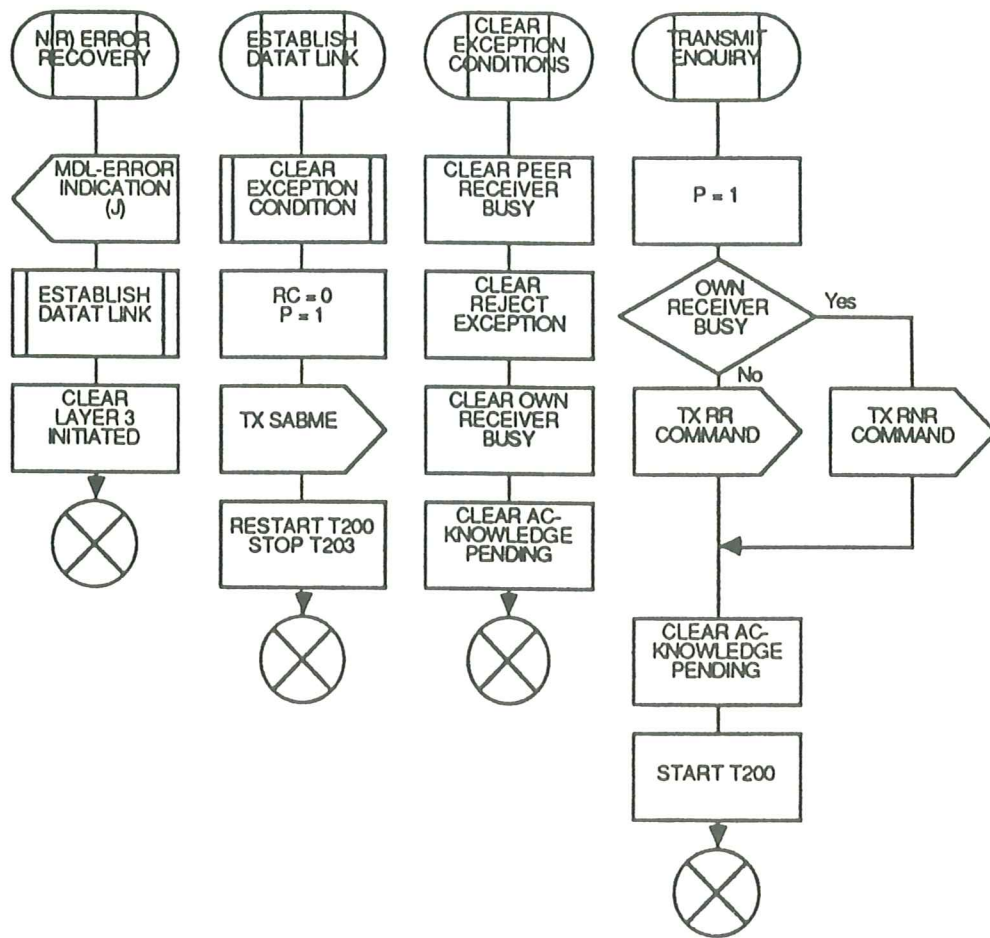 N(R) ERROR
RECOVERY
MDL-ERROR
INDICATION
(J)
ESTABLISH
DATAT LINK
CLEAR
LAYER 3
INITIATED
ESTABLISH
DATAT LINK
CLEAR
EXCEPTION
CONDITION
RC = 0
P = 1
TX SABME
RESTART T200
STOP T203
CLEAR
EXCEPTION
CONDITIONS
CLEAR PEER
RECEIVER
BUSY
CLEAR
REJECT
EXCEPTION
CLEAR OWN
RECEIVER
BUSY
CLEAR AC-
KNOWLEDGE
PENDING
TRANSMIT
ENQUIRY
P = 1
OWN
RECEIVER
BUSY
Yes
No
TX RR
COMMAND
TX RNR
COMMAND
CLEAR AC-
KNOWLEDGE
PENDING
START T200